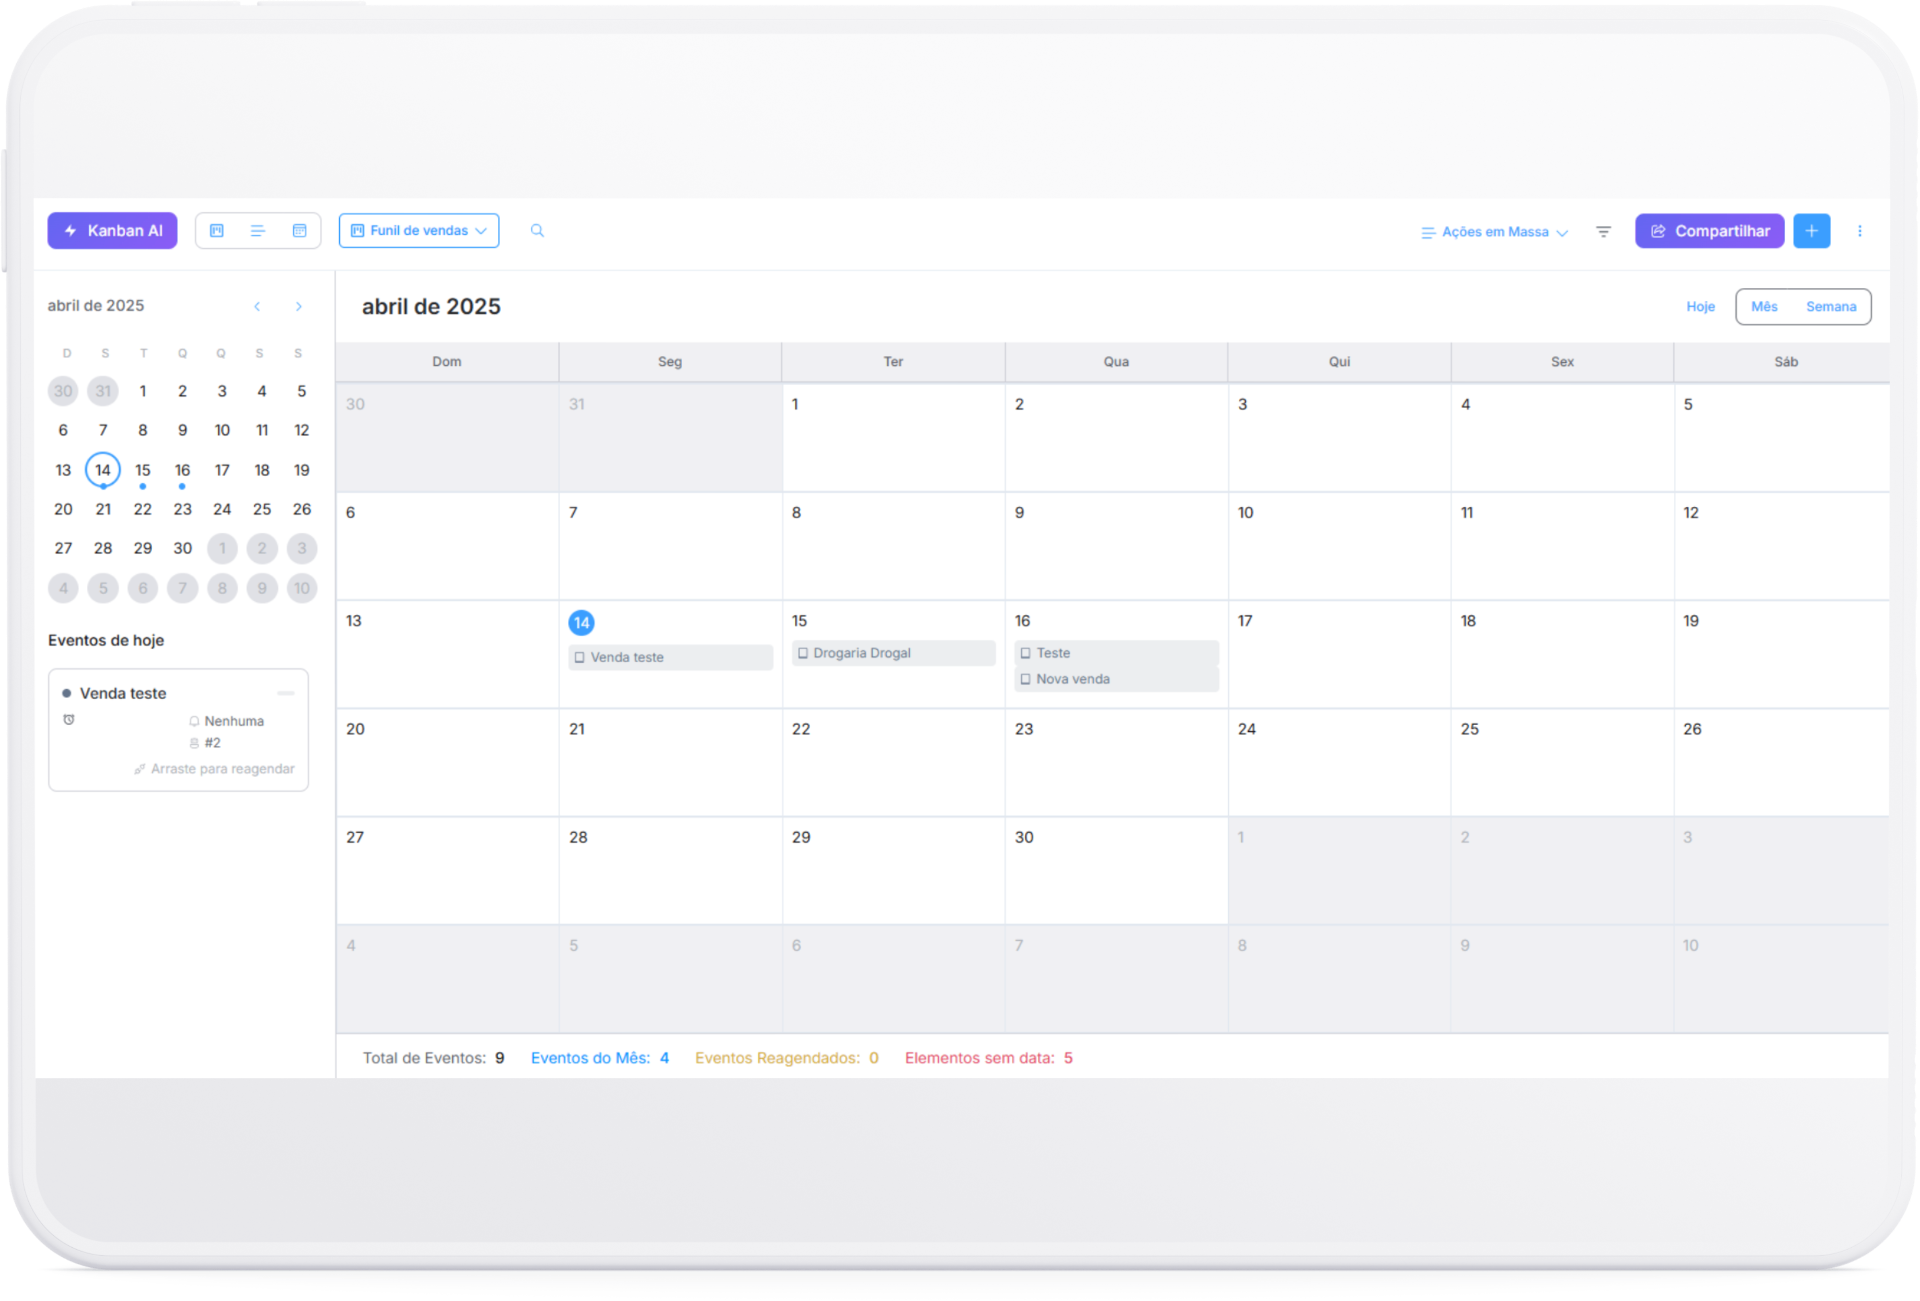 Kanban AI
Funil de vendas
Ações em Massa
Compartilhar
abril de 2025
D S T Q Q S S
30 31 1 2 3 4 5
6 7 8 9 10 11 12
13 14 15 16 17 18 19
20 21 22 23 24 25 26
27 28 29 30 1 2 3
4 5 6 7 8 9 10
Eventos de hoje
Venda teste
Nenhuma
#2
Arraste para reagendar
abril de 2025
Hoje Mês Semana
Dom Seg Ter Qua Qui Sex Sáb
30 31 1 2 3 4 5
6 7 8 9 10 11 12
13 14 15 16 17 18 19
Venda teste Drogaria Drogal Teste
Nova venda
20 21 22 23 24 25 26
27 28 29 30 1 2 3
4 5 6 7 8 9 10
Total de Eventos: 9 Eventos do Mês: 4 Eventos Reagendados: 0 Elementos sem data: 5